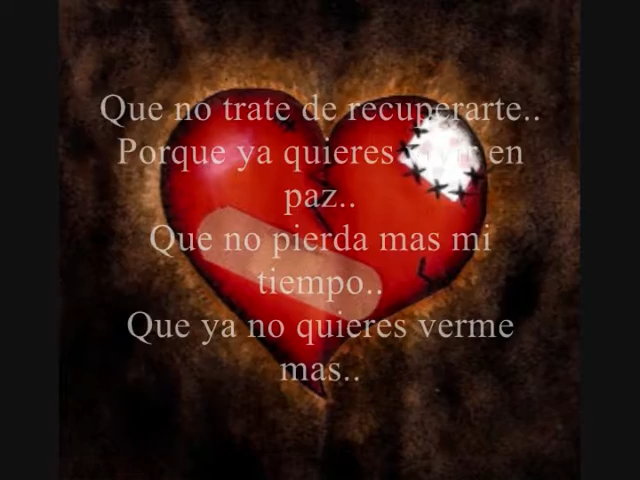 Que no trate de recuperarte..
Porque ya quieres vivir en
paz..
Que no pierda mas mi
tiempo..
Que ya no quieres verme
mas..